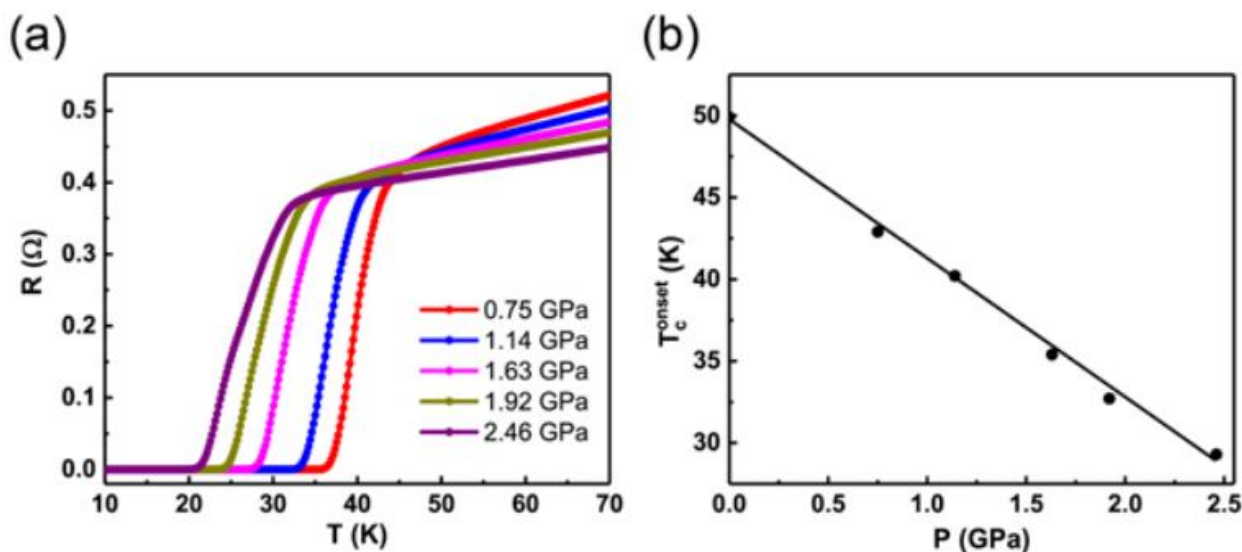 (a)
(b)
0.5
0.4
0.3
0.2
0.1
0.0
R (Ω)
0.75 GPa
1.14 GPa
1.63 GPa
1.92 GPa
2.46 GPa
10 20 30 40 50 60 70
T (K)
50
45
40
35
30
T_c^onset (K)
0.0 0.5 1.0 1.5 2.0 2.5
P (GPa)